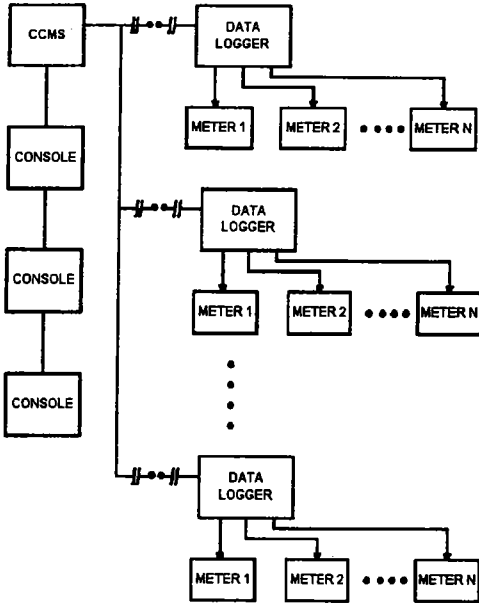 CCMS
DATA
LOGGER
METER 1
METER 2
METER N
CONSOLE
DATA
LOGGER
CONSOLE
METER 1
METER 2
METER N
CONSOLE
DATA
LOGGER
METER 1
METER 2
METER N